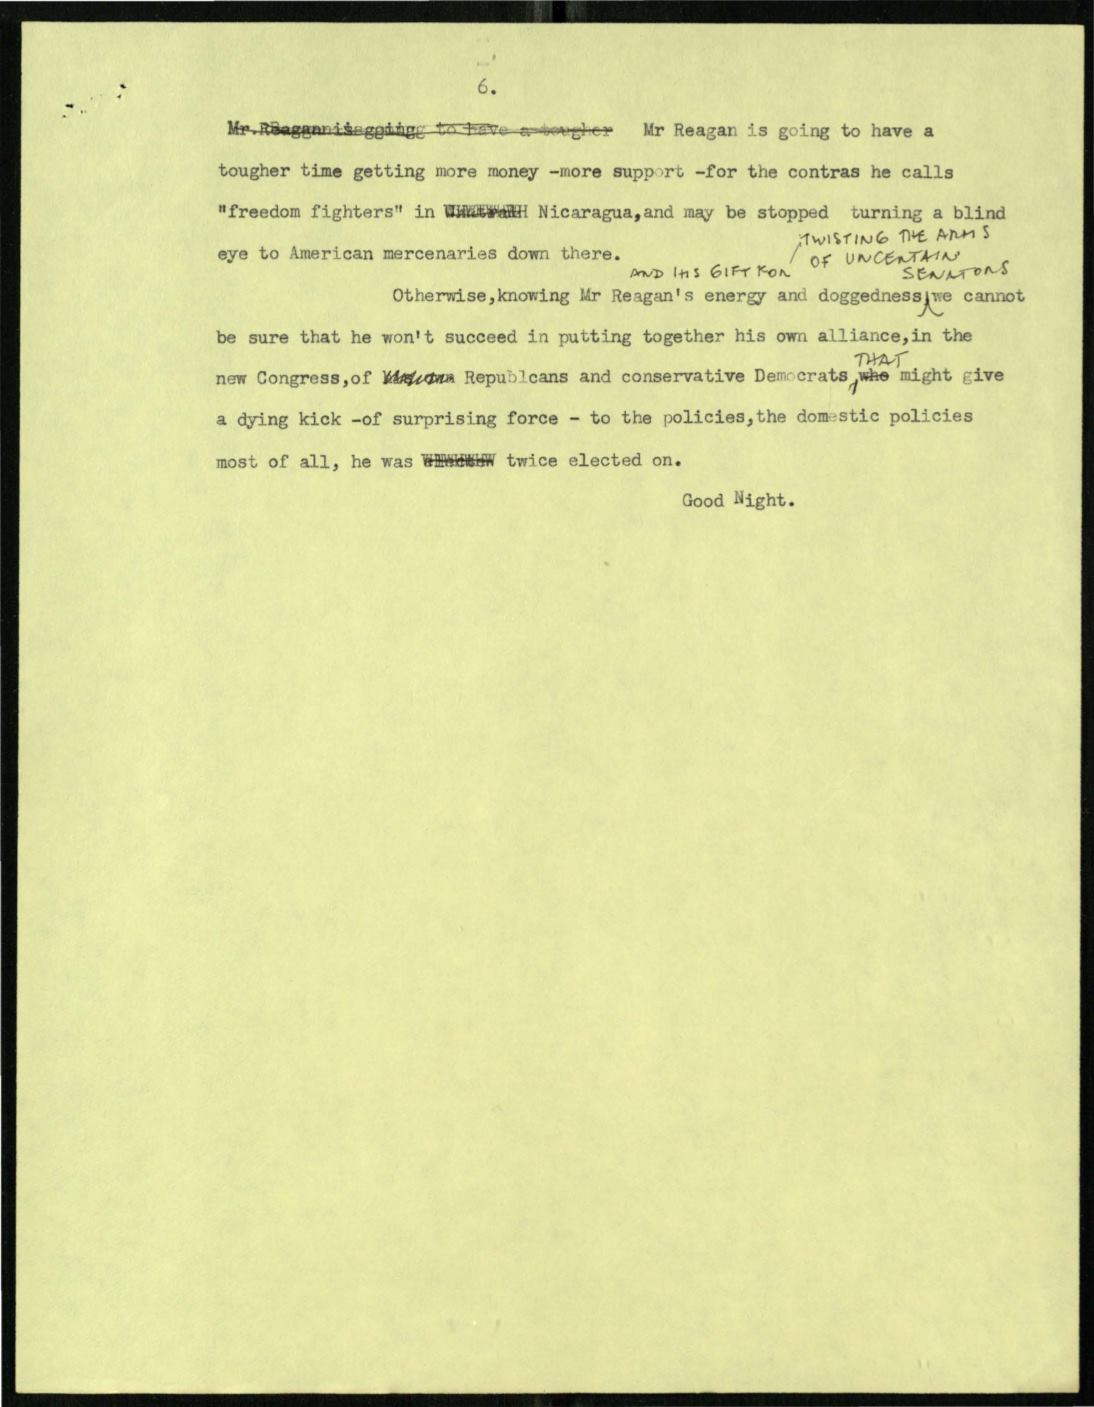 6.
Mr. Reagan is going to have a tougher Mr Reagan is going to have a
tougher time getting more money -more support -for the contras he calls
"freedom fighters" in Nicaragua,and may be stopped turning a blind
eye to American mercenaries down there.
AND HIS GIFT FOR TWISTING THE ARMS
OF UNCERTAIN
SENATORS
Otherwise,knowing Mr Reagan's energy and doggedness, we cannot
be sure that he won't succeed in putting together his own alliance,in the
THAT
new Congress,of Republcans and conservative Democrats, who might give
a dying kick -of surprising force - to the policies,the domestic policies
most of all, he was twice elected on.
Good Night.